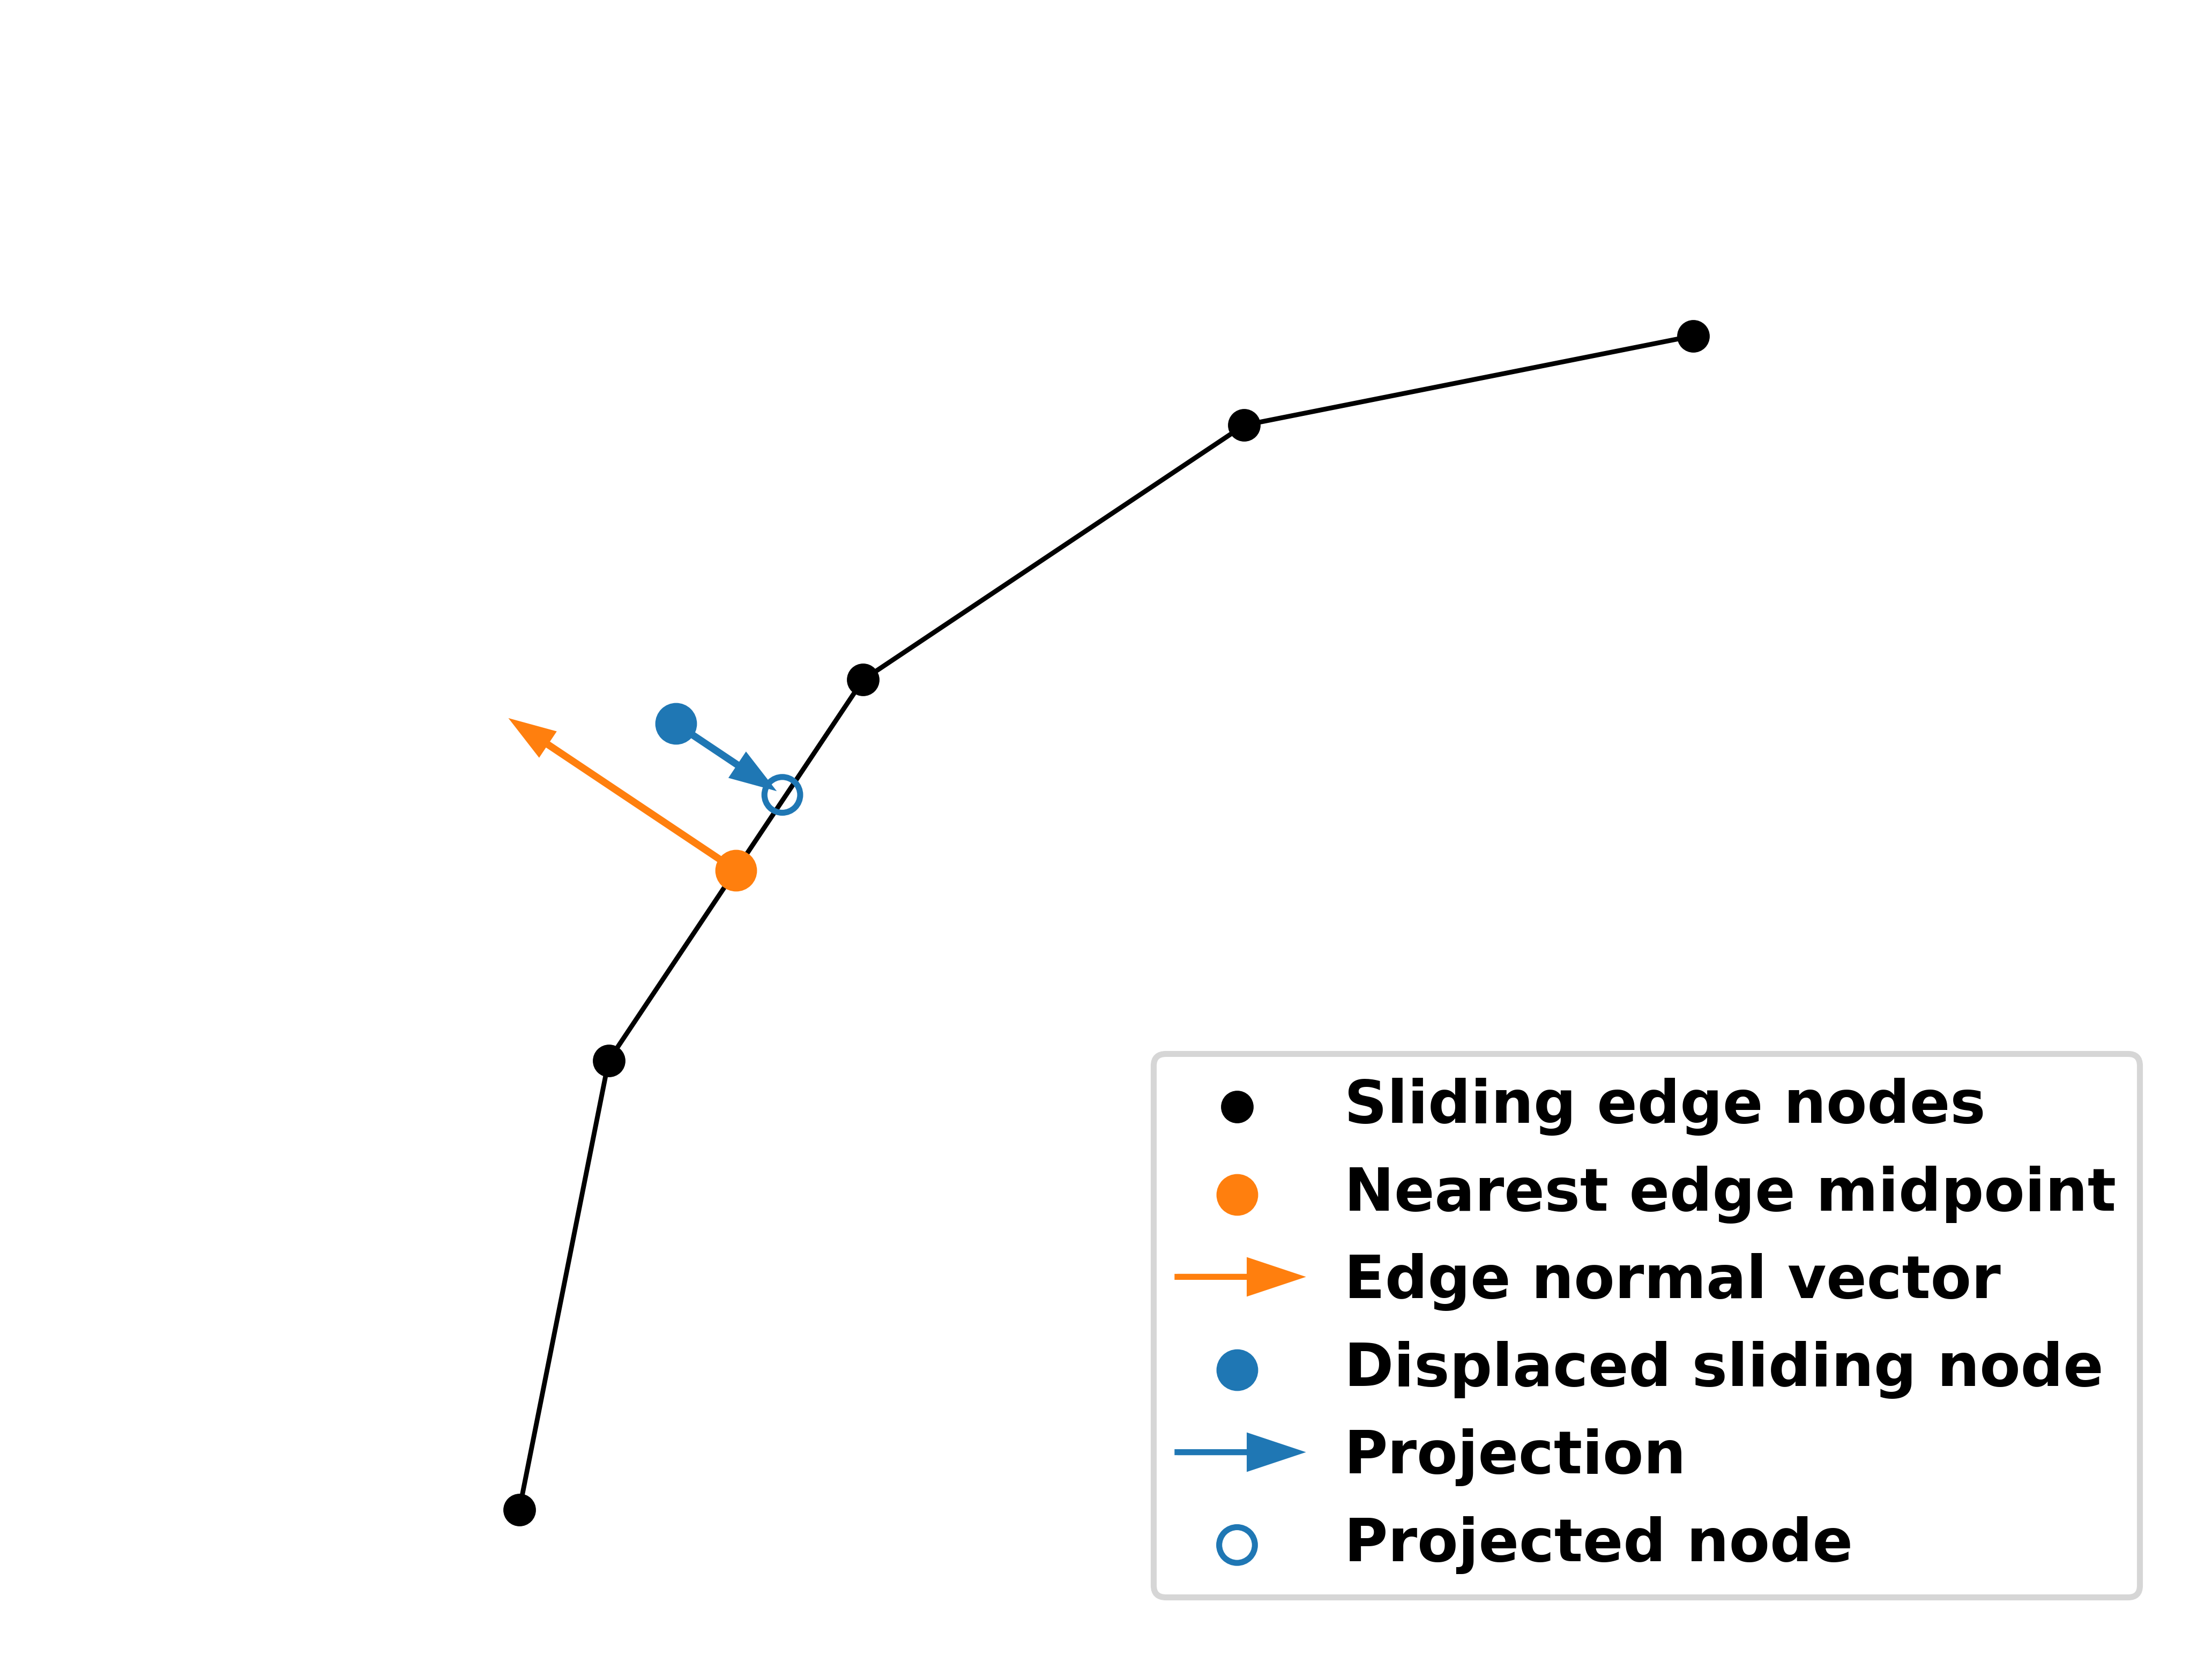 Sliding edge nodes
Nearest edge midpoint
Edge normal vector
Displaced sliding node
Projection
Projected node